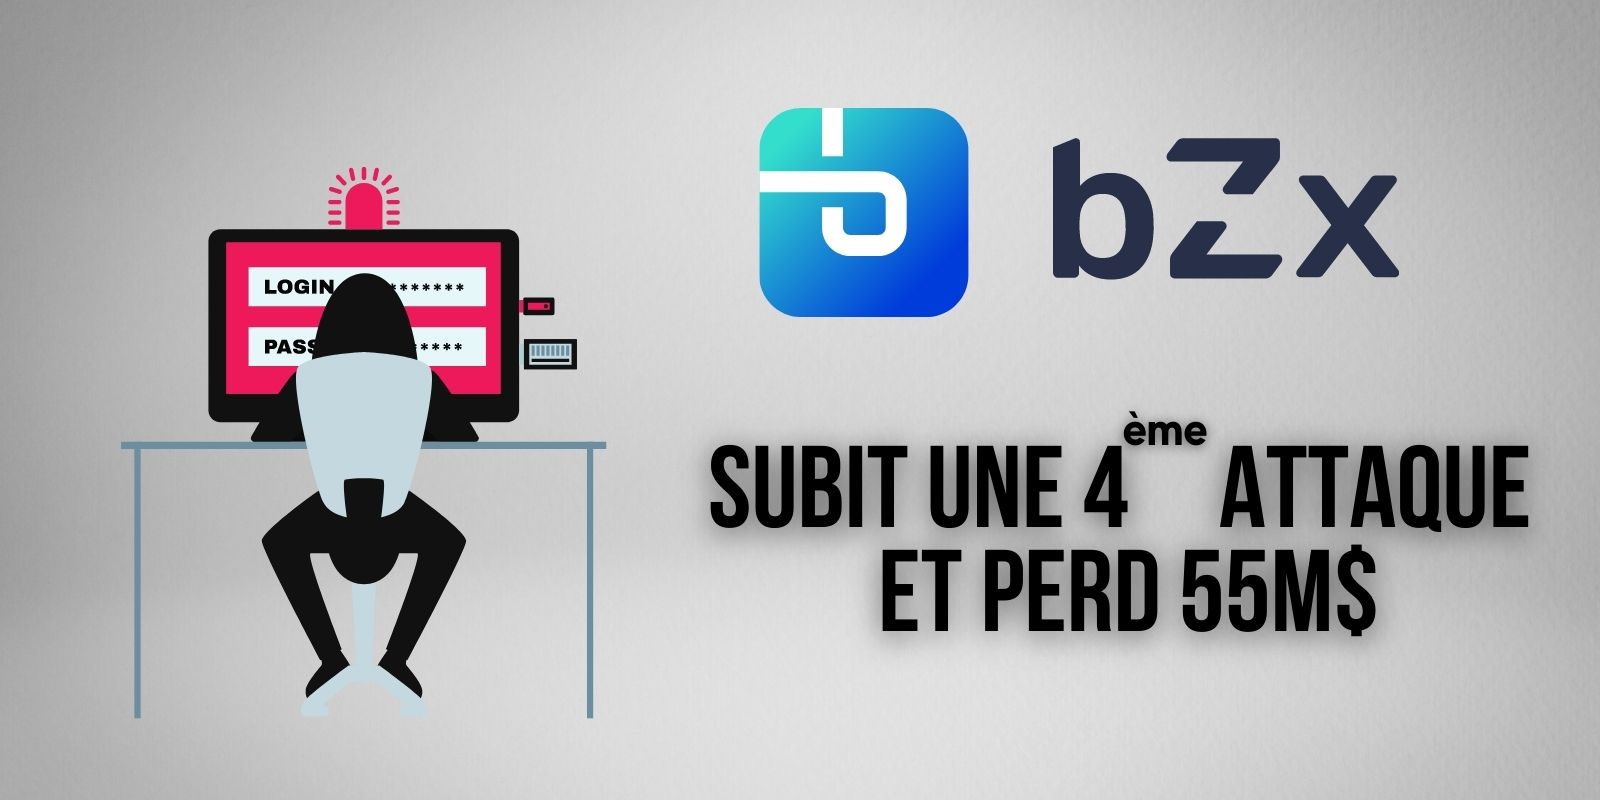 bZx
LOGIN *******
PASS *****
SUBIT UNE 4ème ATTAQUE
ET PERD 55M$